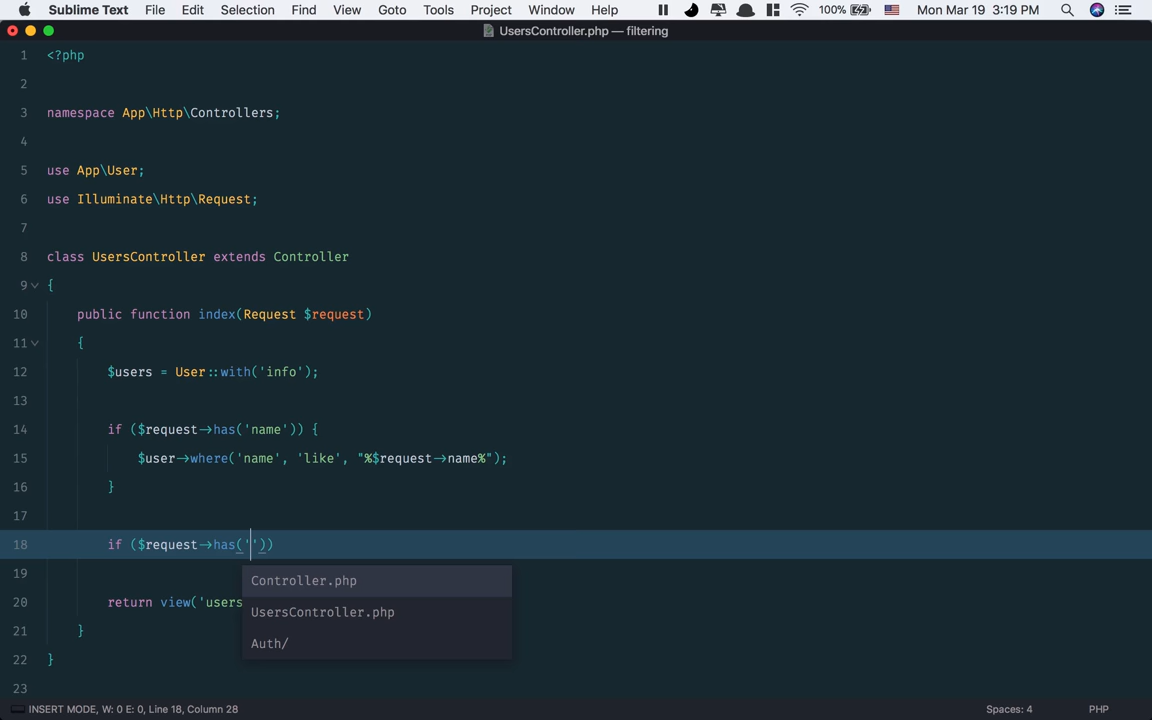 Sublime Text File Edit Selection Find View Goto Tools Project Window Help 100% Mon Mar 19 3:19 PM
UsersController.php — filtering
1 <?php
2
3 namespace App\Http\Controllers;
4
5 use App\User;
6 use Illuminate\Http\Request;
7
8 class UsersController extends Controller
9 {
10 public function index(Request $request)
11 {
12 $users = User::with('info');
13
14 if ($request->has('name')) {
15 $user->where('name', 'like', "%$request->name%");
16 }
17
18 if ($request->has(''))
19
Controller.php
20 return view('users
UsersController.php
21 }
Auth/
22 }
23
INSERT MODE, W: 0 E: 0, Line 18, Column 28 Spaces: 4 PHP